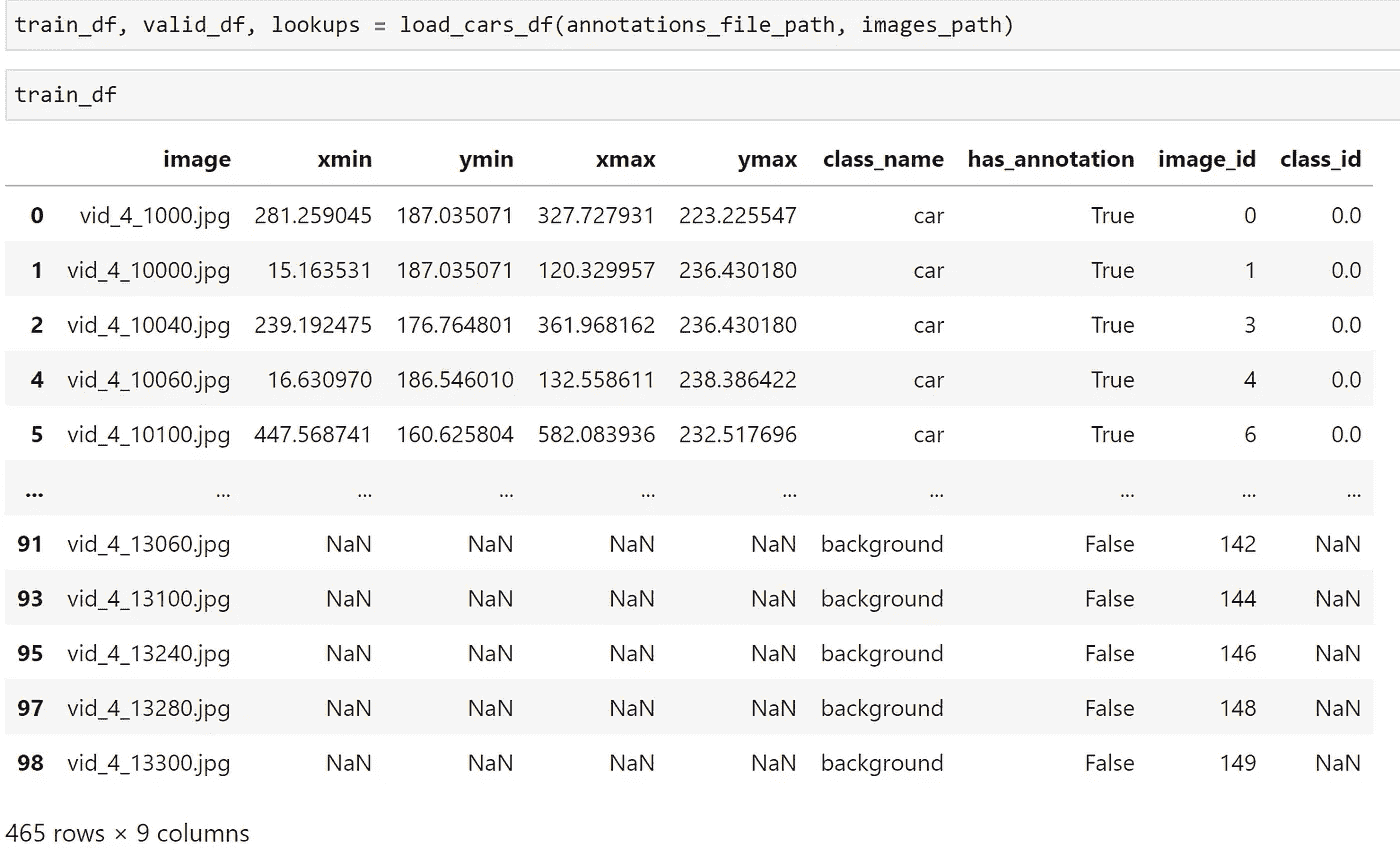 train_df, valid_df, lookups = load_cars_df(annotations_file_path, images_path)
train_df
image xmin ymin xmax ymax class_name has_annotation image_id class_id
0 vid_4_1000.jpg 281.259045 187.035071 327.727931 223.225547 car True 0 0.0
1 vid_4_10000.jpg 15.163531 187.035071 120.329957 236.430180 car True 1 0.0
2 vid_4_10040.jpg 239.192475 176.764801 361.968162 236.430180 car True 3 0.0
4 vid_4_10060.jpg 16.630970 186.546010 132.558611 238.386422 car True 4 0.0
5 vid_4_10100.jpg 447.568741 160.625804 582.083936 232.517696 car True 6 0.0
... ... ... ... ... ... ... ... ... ...
91 vid_4_13060.jpg NaN NaN NaN NaN background False 142 NaN
93 vid_4_13100.jpg NaN NaN NaN NaN background False 144 NaN
95 vid_4_13240.jpg NaN NaN NaN NaN background False 146 NaN
97 vid_4_13280.jpg NaN NaN NaN NaN background False 148 NaN
98 vid_4_13300.jpg NaN NaN NaN NaN background False 149 NaN
465 rows × 9 columns